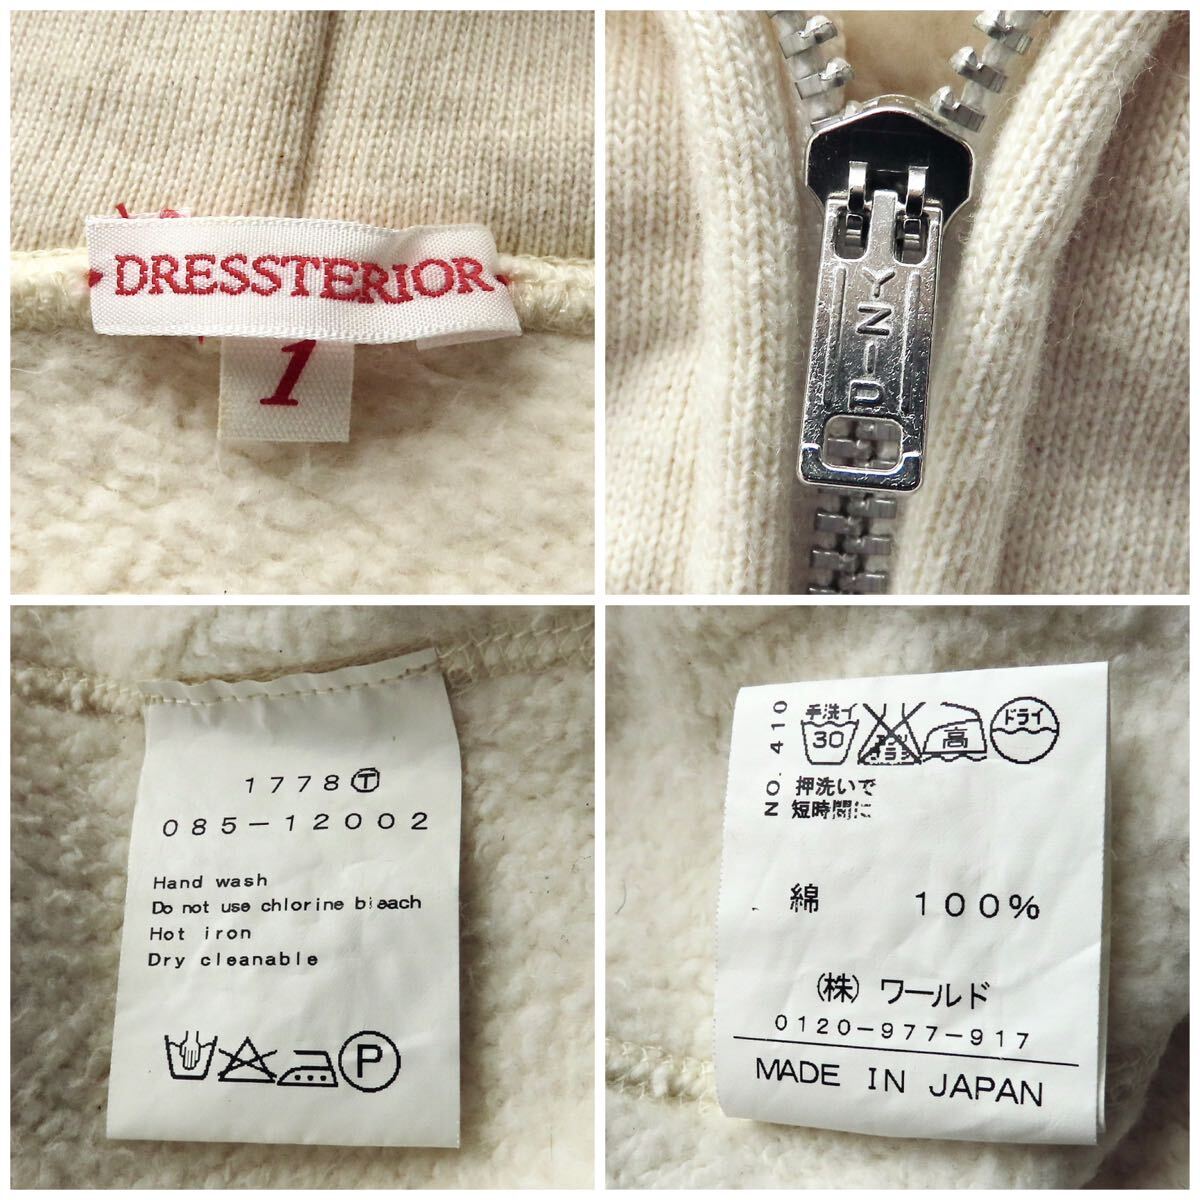 DRESSTERIOR
1
YZIP
1778Ⓣ
085-12002
Hand wash
Do not use chlorine bleach
Hot iron
Dry cleanable
P
NO. 410
手洗イ
30
高
ドライ
押洗いで
短時間に
綿 100%
(株) ワールド
0120-977-917
MADE IN JAPAN